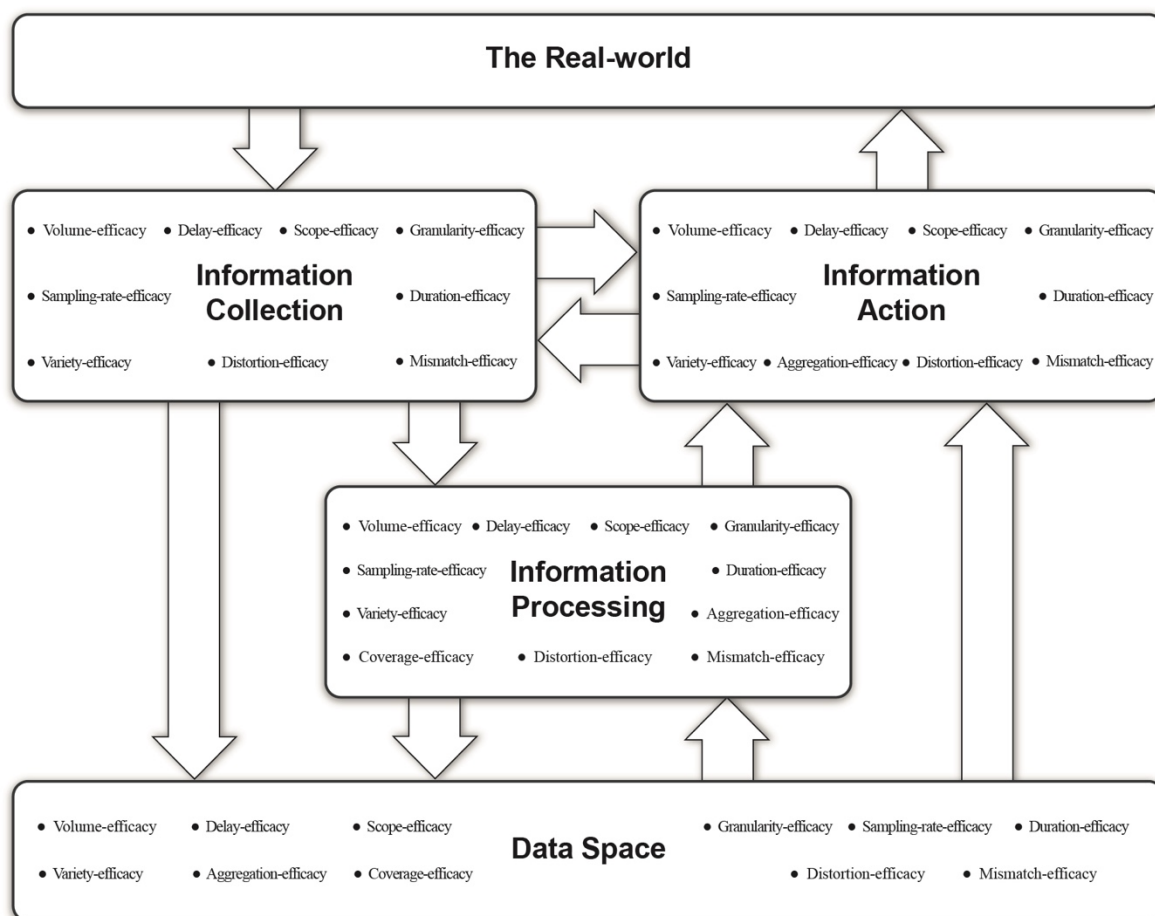 The Real-world
• Volume-efficacy • Delay-efficacy • Scope-efficacy • Granularity-efficacy
Information
• Sampling-rate-efficacy • Duration-efficacy
Collection
• Variety-efficacy • Distortion-efficacy • Mismatch-efficacy
• Volume-efficacy • Delay-efficacy • Scope-efficacy • Granularity-efficacy
Information
• Sampling-rate-efficacy • Duration-efficacy
Action
• Variety-efficacy • Aggregation-efficacy • Distortion-efficacy • Mismatch-efficacy
• Volume-efficacy • Delay-efficacy • Scope-efficacy • Granularity-efficacy
• Sampling-rate-efficacy Information • Duration-efficacy
• Variety-efficacy Processing • Aggregation-efficacy
• Coverage-efficacy • Distortion-efficacy • Mismatch-efficacy
• Volume-efficacy • Delay-efficacy • Scope-efficacy • Granularity-efficacy • Sampling-rate-efficacy • Duration-efficacy
Data Space
• Variety-efficacy • Aggregation-efficacy • Coverage-efficacy • Distortion-efficacy • Mismatch-efficacy